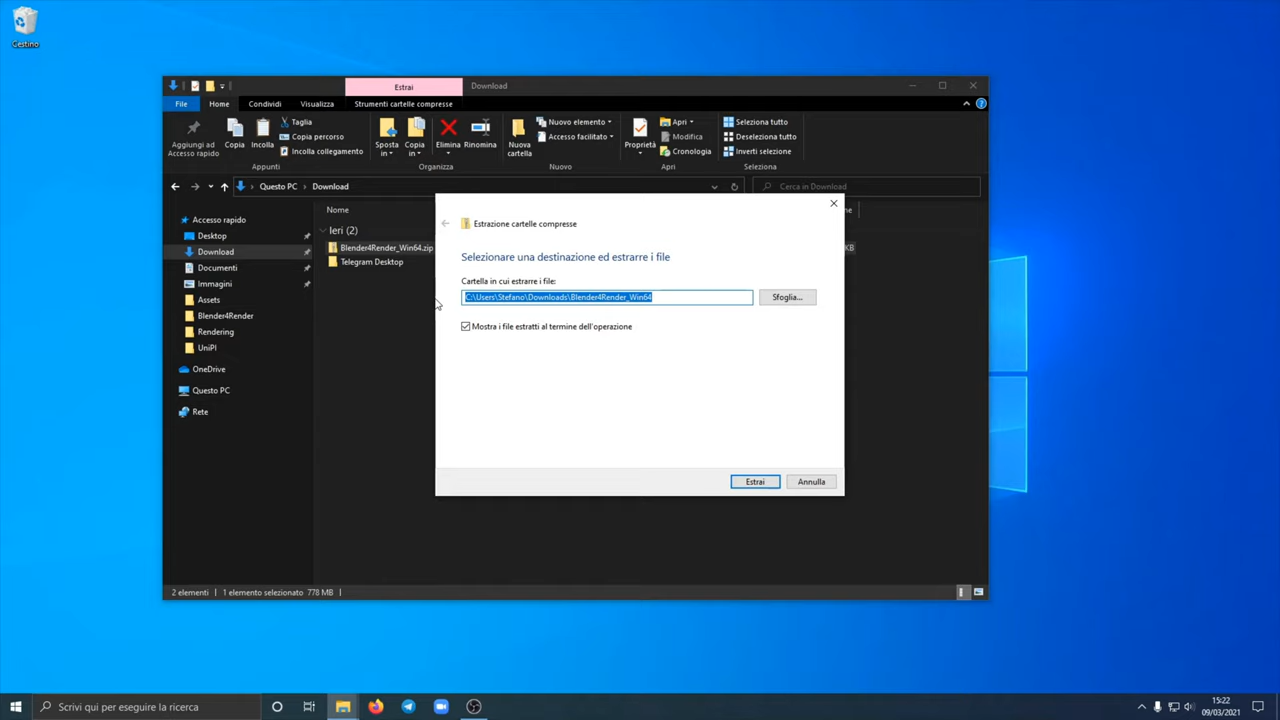 Cestino
Estrai
Download
File
Home
Condividi
Visualizza
Strumenti cartelle compresse
Aggiungi ad
Accesso rapido
Copia
Incolla
Taglia
Copia percorso
Incolla collegamento
Appunti
Sposta
in
Copia
in
Elimina
Rinomina
Organizza
Nuova
cartella
Nuovo elemento
Accesso facilitato
Nuovo
Proprietà
Apri
Modifica
Cronologia
Apri
Seleziona tutto
Deseleziona tutto
Inverti selezione
Seleziona
Questo PC
Download
Cerca in Download
Accesso rapido
Desktop
Download
Documenti
Immagini
Assets
Blender4Render
Rendering
UniPI
OneDrive
Questo PC
Rete
Nome
Ieri (2)
Blender4Render_Win64.zip
Telegram Desktop
Estrazione cartelle compresse
Selezionare una destinazione ed estrarre i file
Cartella in cui estrarre i file:
C:\Users\Stefano\Downloads\Blender4Render_Win64
Sfoglia...
Mostra i file estratti al termine dell'operazione
Estrai
Annulla
2 elementi
1 elemento selezionato 778 MB
Scrivi qui per eseguire la ricerca
15:22
09/03/2021